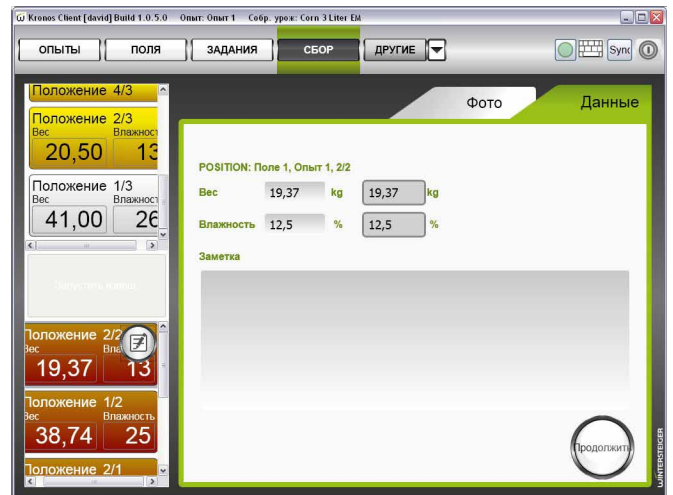 Kronos Client [david] Build 1.0.5.0 Опыт: Опыт 1 Собр. урож: Corn 3 Liter EM
ОПЫТЫ ПОЛЯ ЗАДАНИЯ СБОР ДРУГИЕ Sync
Положение 4/3
Положение 2/3
Вес Влажност
20,50 13
Положение 1/3
Вес Влажност
41,00 26
Положение 2/2
Вес Вла
19,37 13
Положение 1/2
Вес Влажность
38,74 25
Положение 2/1
Фото Данные
POSITION: Поле 1, Опыт 1, 2/2
Вес 19,37 kg 19,37 kg
Влажность 12,5 % 12,5 %
Заметка
Продолжить
WINTERSTEIGER